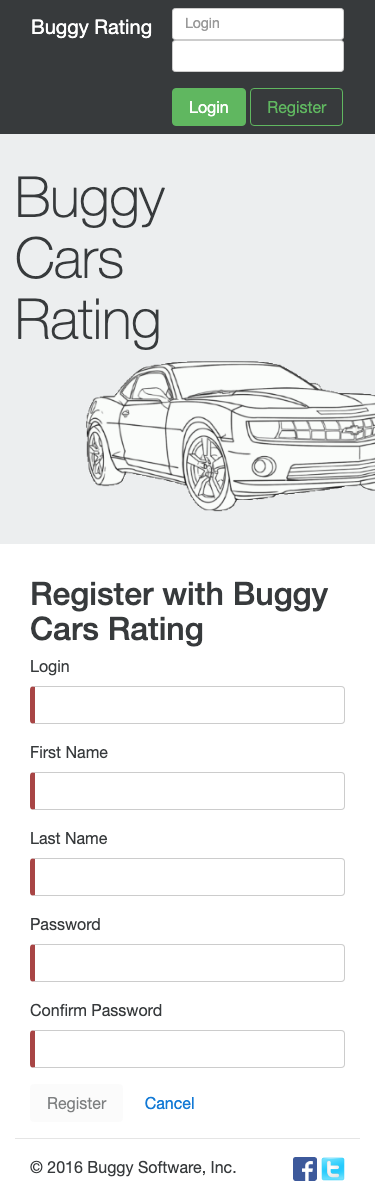 Buggy Rating
Login
Login
Register
Buggy
Cars
Rating
Register with Buggy
Cars Rating
Login
First Name
Last Name
Password
Confirm Password
Register
Cancel
© 2016 Buggy Software, Inc.